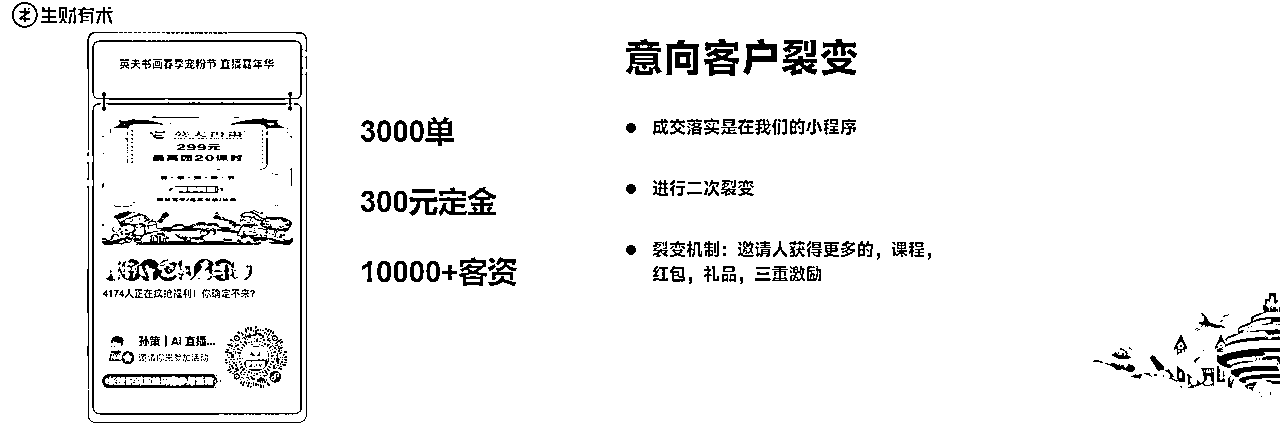 生财有术
英夫书画春季宠粉节 直播嘉年华
299元
最高团20课时
4174人正在疯抢福利！你确定不来？
孙策 | AI 直播...
邀请你来参加活动
3000单
300元定金
10000+客资
意向客户裂变
● 成交落实是在我们的小程序
● 进行二次裂变
● 裂变机制：邀请人获得更多的，课程，
红包，礼品，三重激励